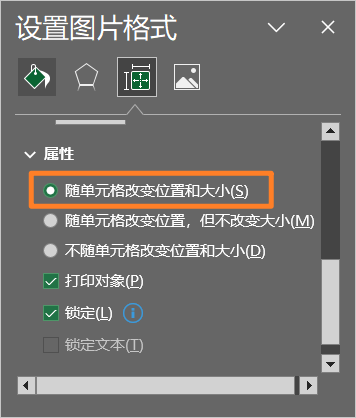 设置图片格式
属性
随单元格改变位置和大小(S)
随单元格改变位置，但不改变大小(M)
不随单元格改变位置和大小(D)
打印对象(P)
锁定(L)
锁定文本(T)